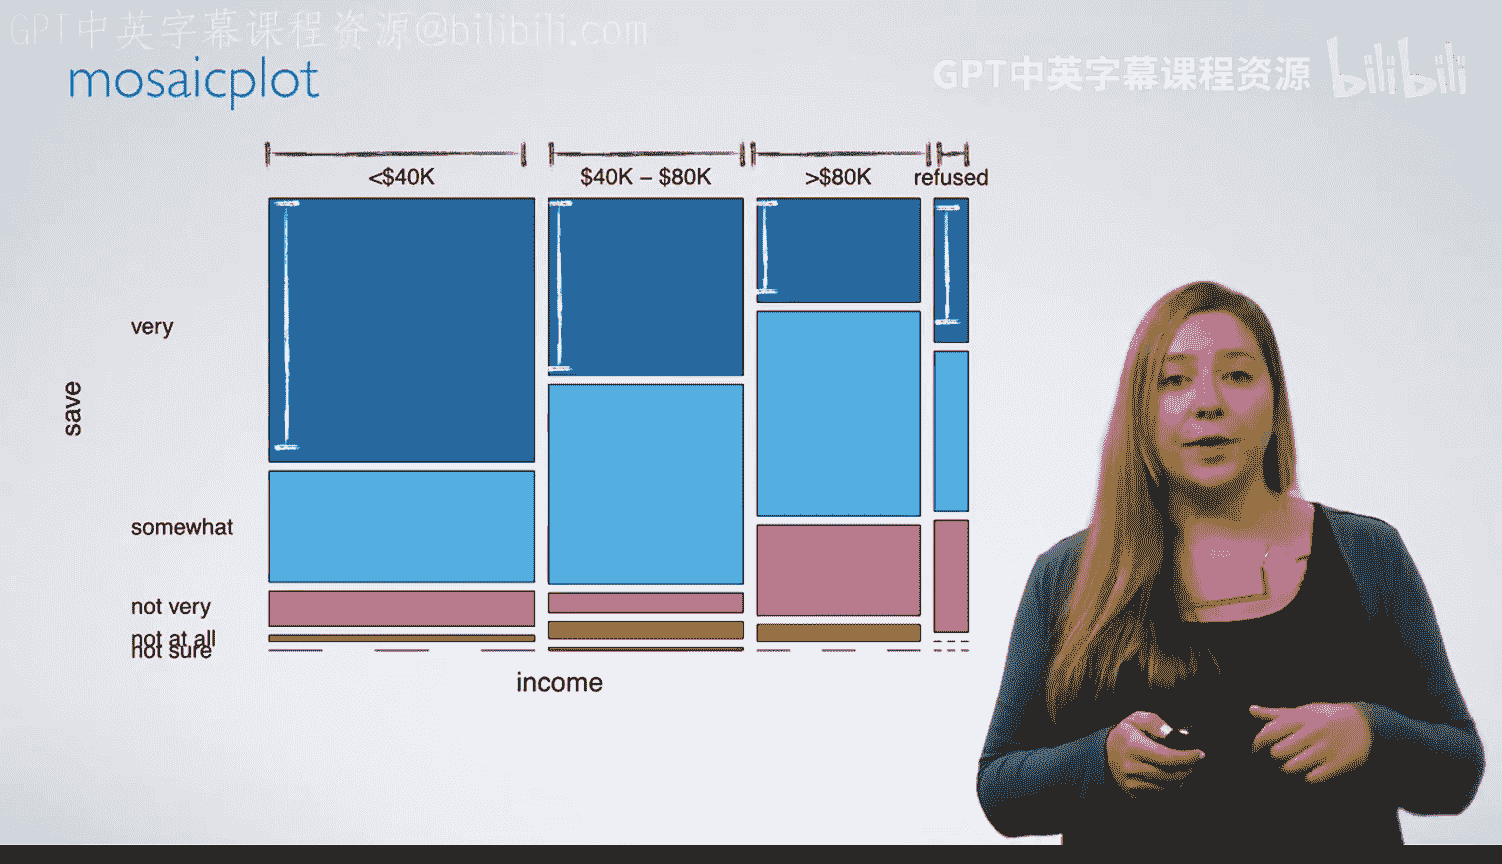 GPT中英字幕课程资源@bilibili.com
mosaicplot
GPT中英字幕课程资源 bilibili
<$40K $40K – $80K >$80K refused
very
save
somewhat
not very
not at all
not sure
income